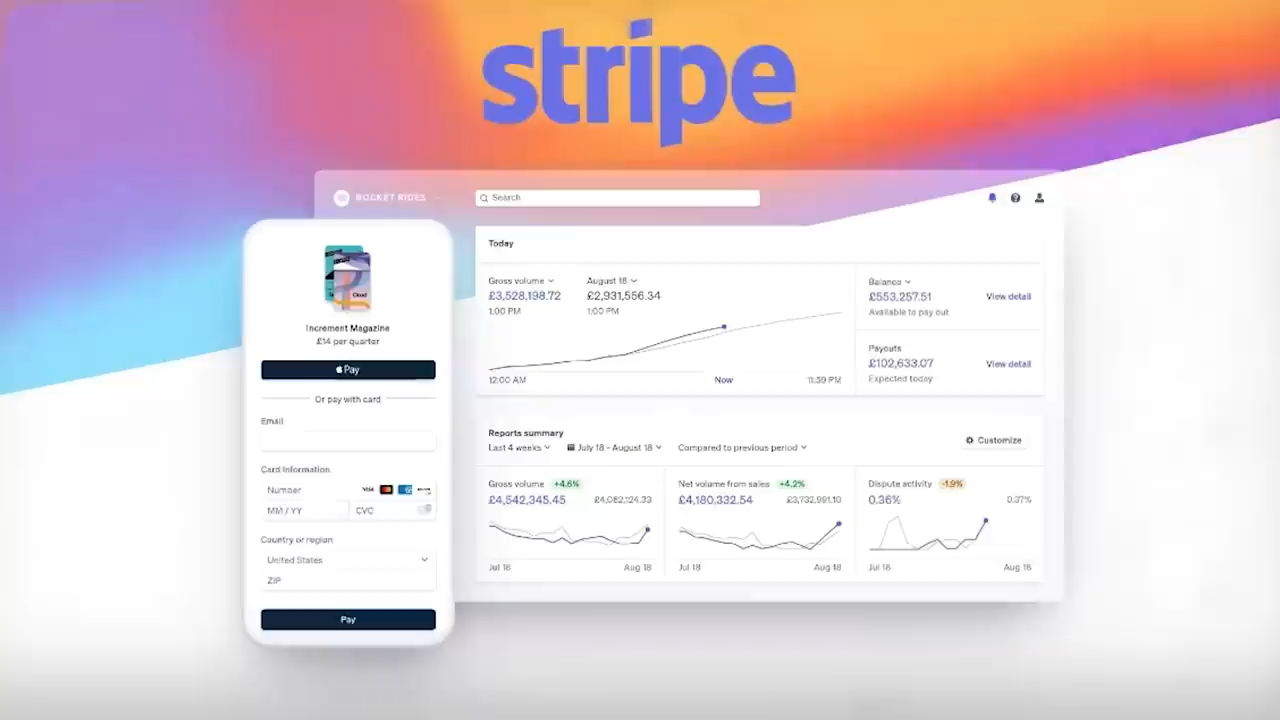 stripe
ROCKET RIDES
Search
Increment Magazine
£14 per quarter
Pay
Or pay with card
Email
Card Information
Number
VISA
MM / YY
CVC
Country or region
United States
ZIP
Pay
Today
Gross volume
£3,528,198.72
1:00 PM
August 18
£2,931,556.34
1:00 PM
12:00 AM
Now
11:59 PM
Balance
£553,257.51
View detail
Available to pay out
Payouts
£102,633.07
View detail
Expected today
Reports summary
Last 4 weeks
July 18 - August 18
Compared to previous period
Customize
Gross volume +4.6%
£4,542,345.45
Jul 18
Aug 18
Net volume from sales +4.2%
£4,180,332.54
£3,732,991.10
Jul 18
Aug 18
Dispute activity -1.9%
0.36%
0.37%
Jul 18
Aug 18